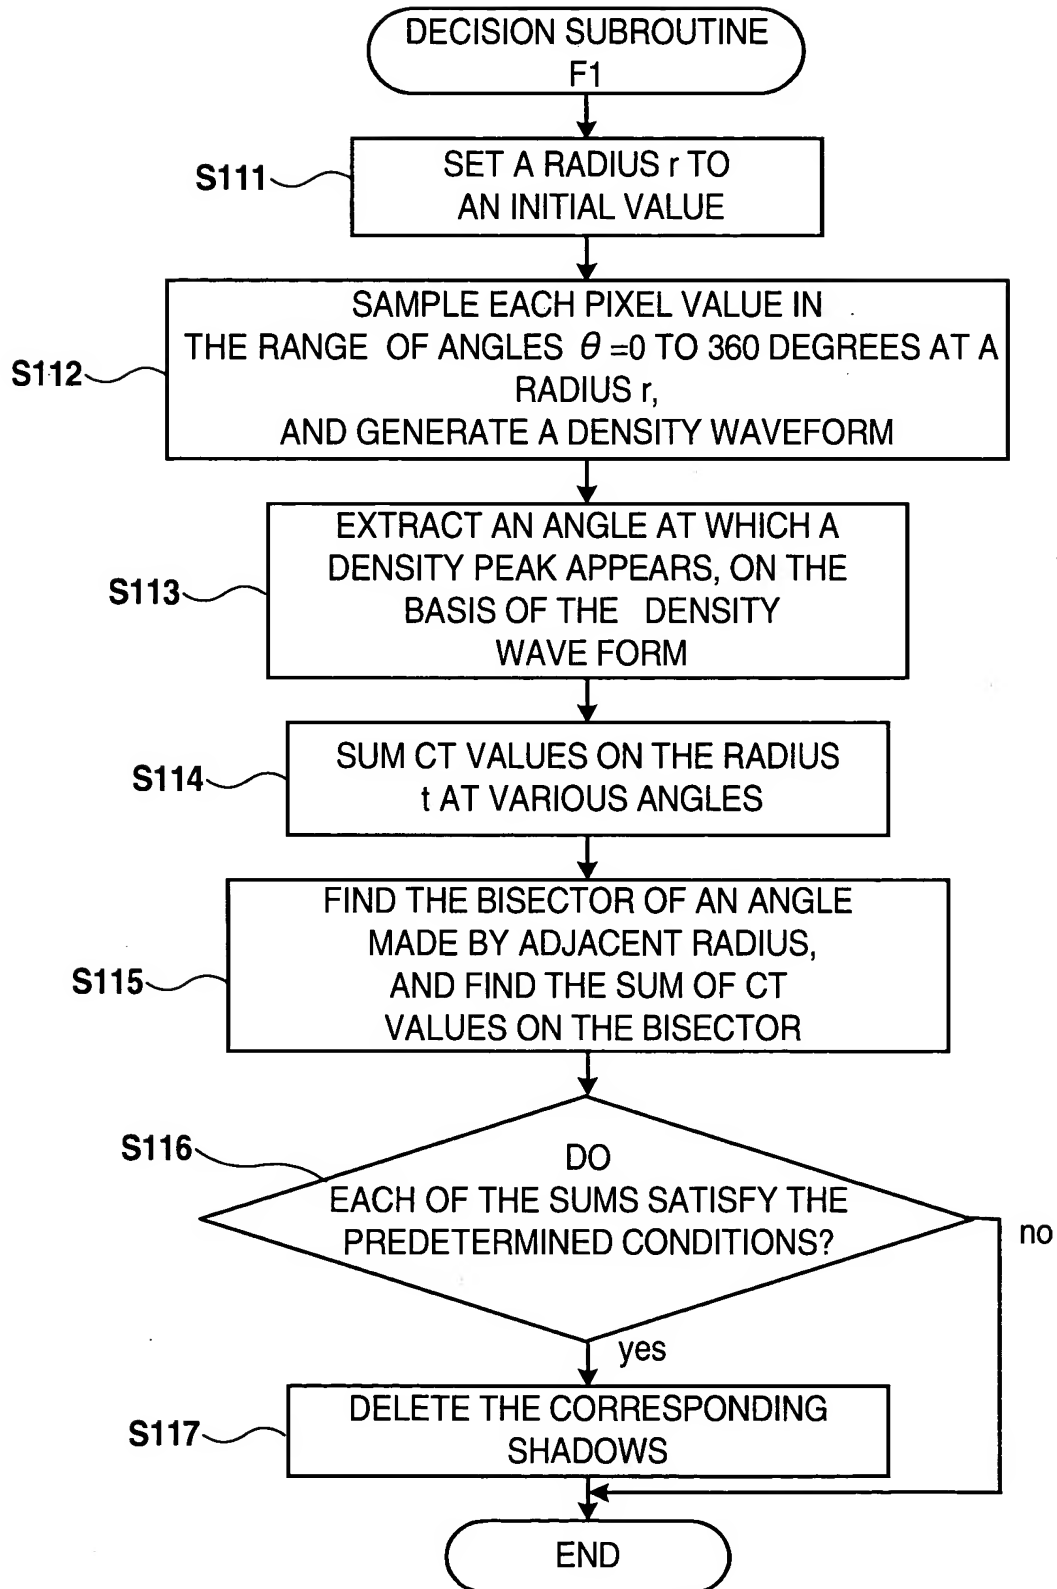 DECISION SUBROUTINE
F1
S111
SET A RADIUS r TO
AN INITIAL VALUE
S112
SAMPLE EACH PIXEL VALUE IN
THE RANGE OF ANGLES θ =0 TO 360 DEGREES AT A
RADIUS r,
AND GENERATE A DENSITY WAVEFORM
S113
EXTRACT AN ANGLE AT WHICH A
DENSITY PEAK APPEARS, ON THE
BASIS OF THE DENSITY
WAVE FORM
S114
SUM CT VALUES ON THE RADIUS
t AT VARIOUS ANGLES
S115
FIND THE BISECTOR OF AN ANGLE
MADE BY ADJACENT RADIUS,
AND FIND THE SUM OF CT
VALUES ON THE BISECTOR
S116
DO
EACH OF THE SUMS SATISFY THE
PREDETERMINED CONDITIONS?
no
yes
S117
DELETE THE CORRESPONDING
SHADOWS
END